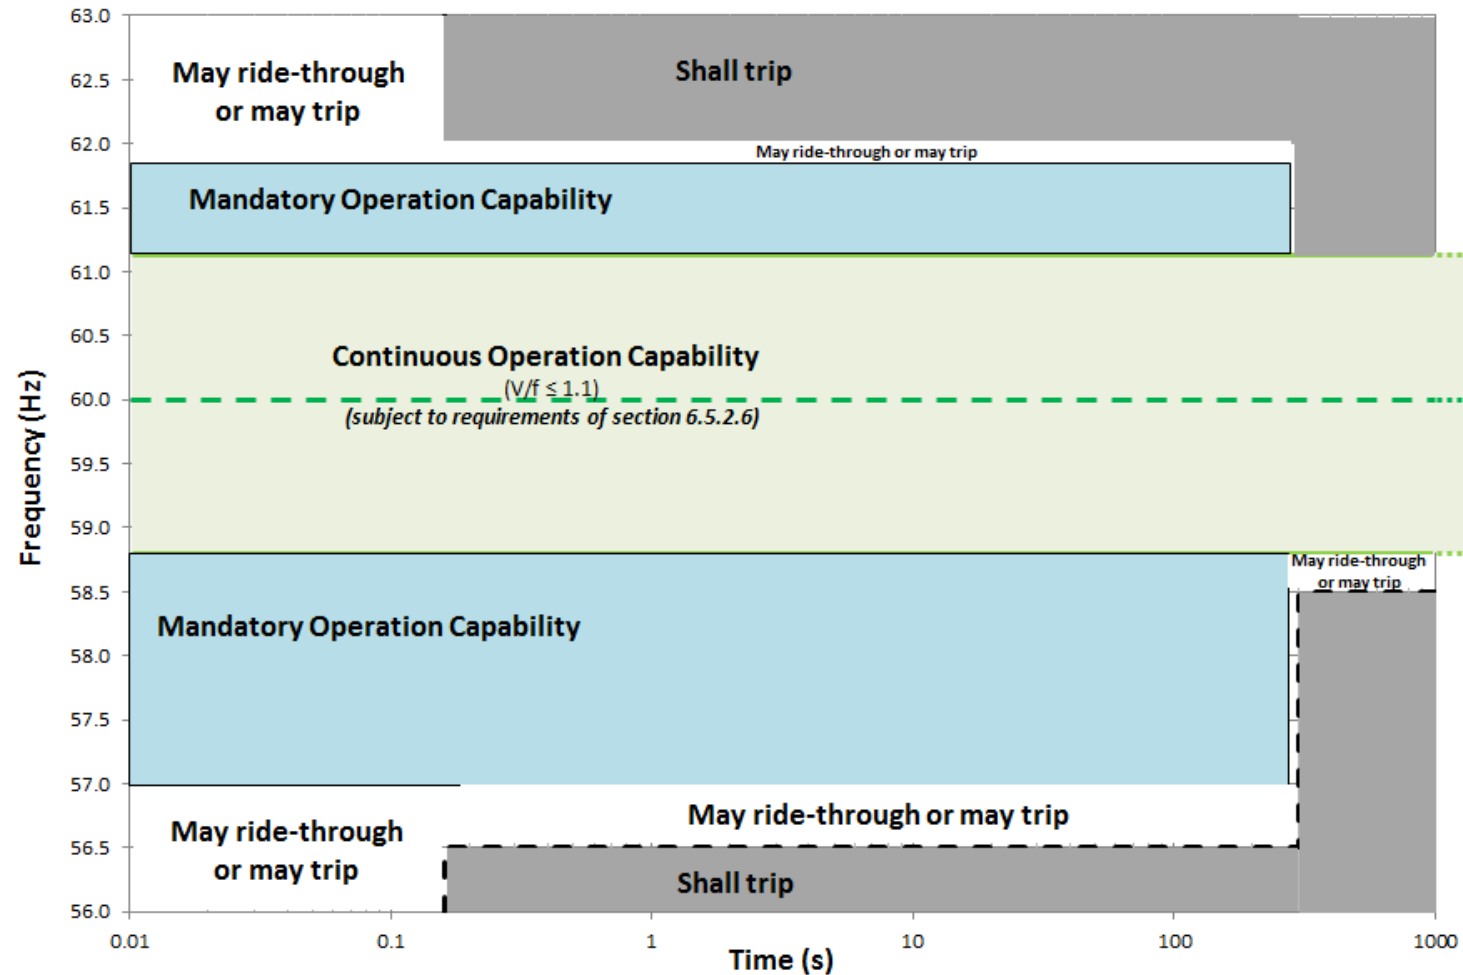 63.0
62.5
62.0
61.5
61.0
60.5
60.0
59.5
59.0
58.5
58.0
57.5
57.0
56.5
56.0
Frequency (Hz)
May ride-through
or may trip
Shall trip
May ride-through or may trip
Mandatory Operation Capability
Continuous Operation Capability
(V/f ≤ 1.1)
(subject to requirements of section 6.5.2.6)
May ride-through
or may trip
Mandatory Operation Capability
May ride-through or may trip
May ride-through
or may trip
Shall trip
0.01
0.1
1
10
100
1000
Time (s)